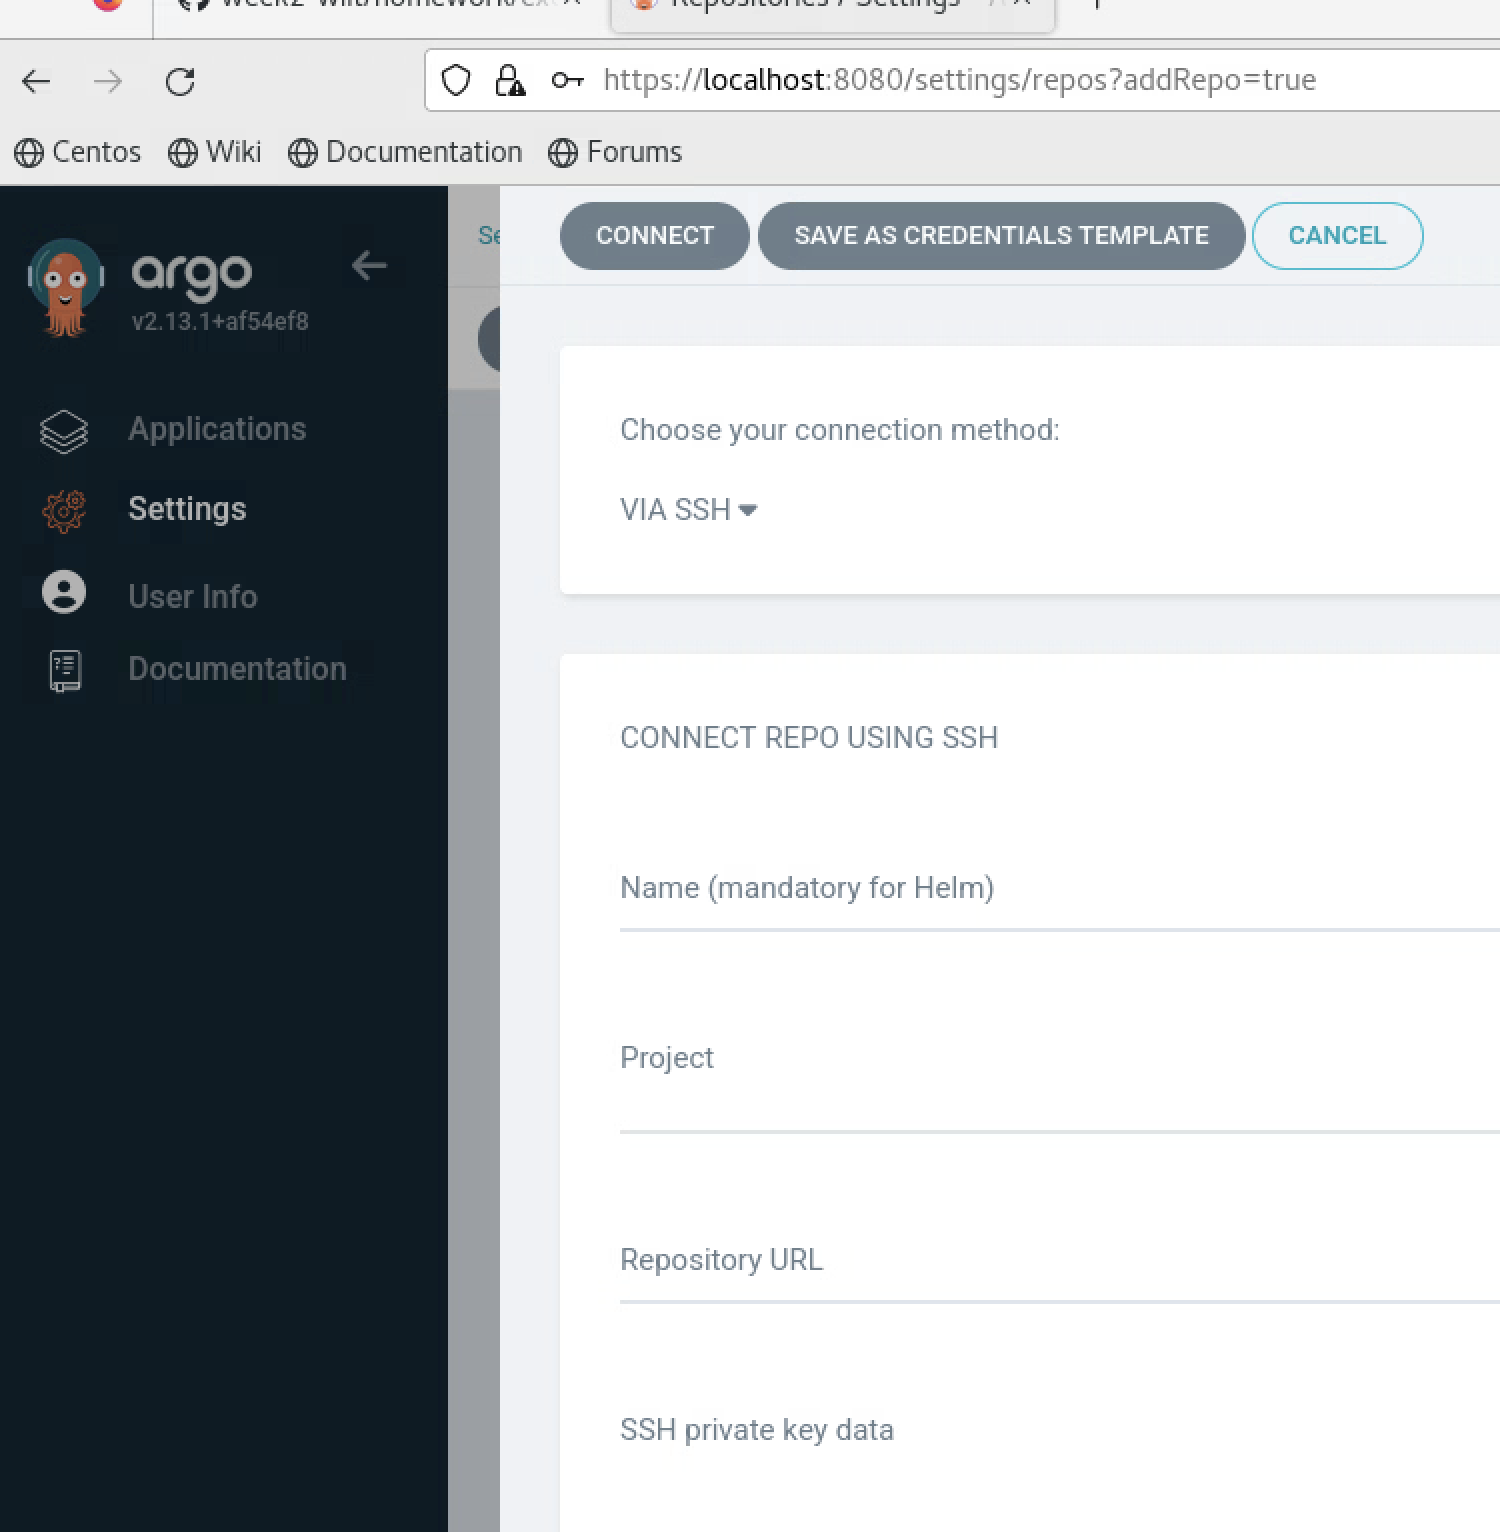 Repositories / Settings
https://localhost:8080/settings/repos?addRepo=true
Centos Wiki Documentation Forums
argo
v2.13.1+af54ef8
Applications
Settings
User Info
Documentation
Se
CONNECT SAVE AS CREDENTIALS TEMPLATE CANCEL
Choose your connection method:
VIA SSH
CONNECT REPO USING SSH
Name (mandatory for Helm)
Project
Repository URL
SSH private key data